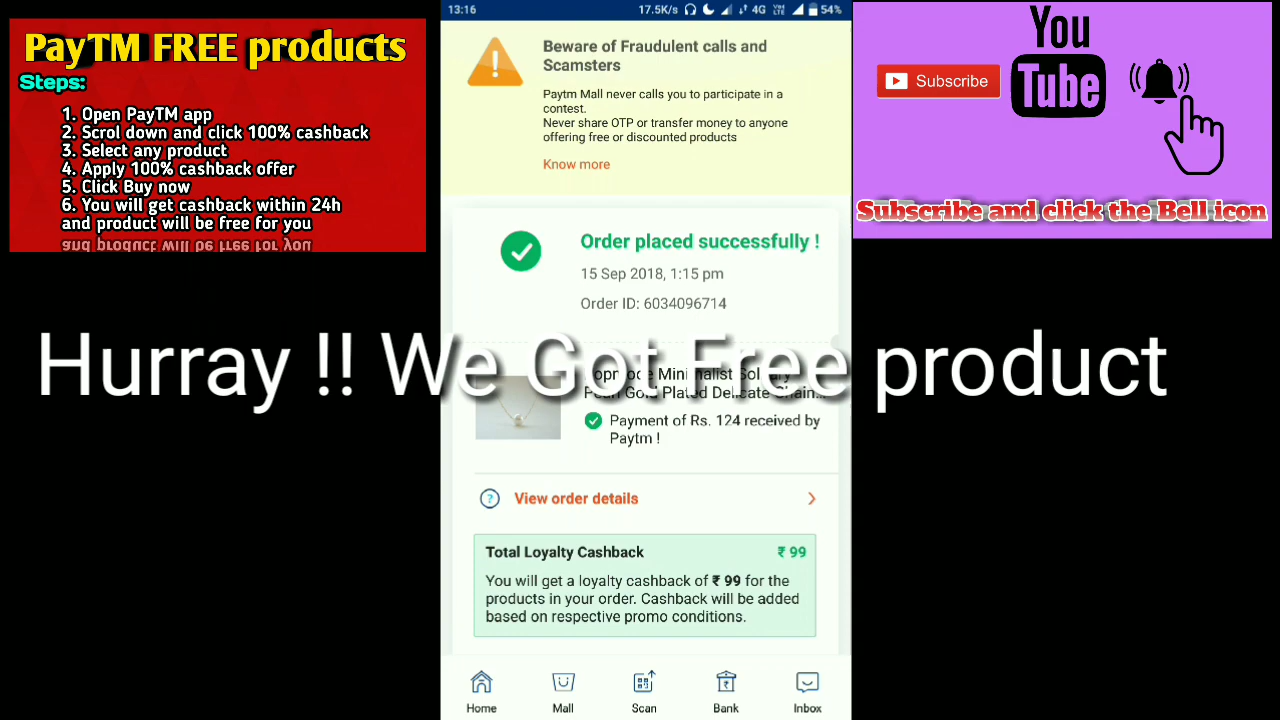 PayTM FREE products
Steps:
1. Open PayTM app
2. Scrol down and click 100% cashback
3. Select any product
4. Apply 100% cashback offer
5. Click Buy now
6. You will get cashback within 24h
and product will be free for you
13:16
17.5K/s 4G VoLTE 54%
Beware of Fraudulent calls and
Scamsters
Paytm Mall never calls you to participate in a
contest.
Never share OTP or transfer money to anyone
offering free or discounted products
Know more
Order placed successfully !
15 Sep 2018, 1:15 pm
Order ID: 6034096714
Hurray !! We Got Free product
Pearl Gold Plated Delicate Chain...
Payment of Rs. 124 received by
Paytm !
? View order details
Total Loyalty Cashback ₹ 99
You will get a loyalty cashback of ₹ 99 for the
products in your order. Cashback will be added
based on respective promo conditions.
Home Mall Scan Bank Inbox
You
Tube
Subscribe
Subscribe and click the Bell icon